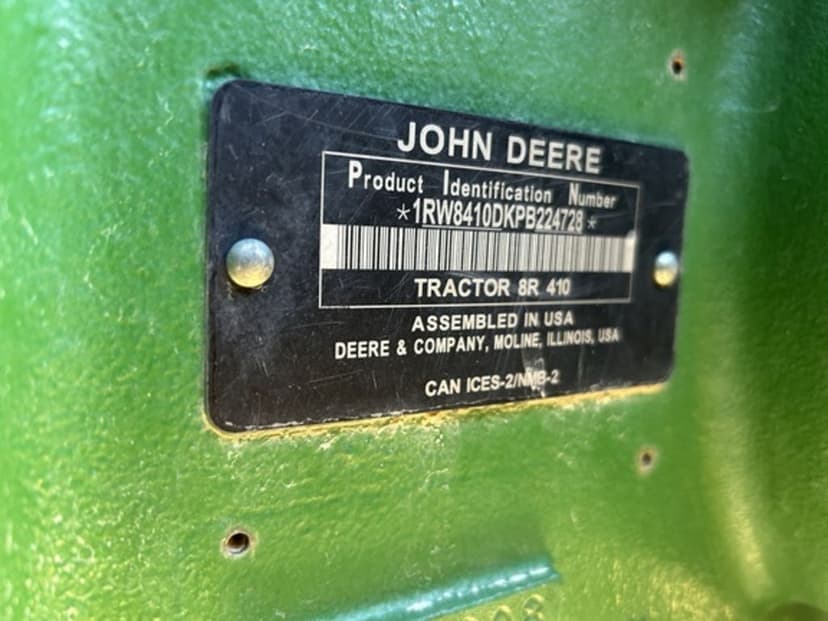 JOHN DEERE
Product Identification Number
*1RW8410DKPB224728*
TRACTOR 8R 410
ASSEMBLED IN USA
DEERE & COMPANY, MOLINE, ILLINOIS, USA
CAN ICES-2/NMB-2